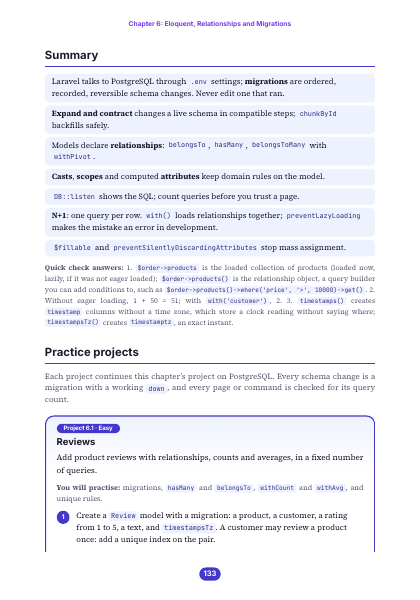 Chapter 6: Eloquent, Relationships and Migrations
Summary
Laravel talks to PostgreSQL through .env settings; migrations are ordered,
recorded, reversible schema changes. Never edit one that ran.
Expand and contract changes a live schema in compatible steps; chunkById
backfills safely.
Models declare relationships: belongsTo, hasMany, belongsToMany with
withPivot.
Casts, scopes and computed attributes keep domain rules on the model.
DB::listen shows the SQL; count queries before you trust a page.
N+1: one query per row. with() loads relationships together; preventLazyLoading
makes the mistake an error in development.
$fillable and preventSilentlyDiscardingAttributes stop mass assignment.
Quick check answers: 1. $order->products is the loaded collection of products (loaded now,
lazily, if it was not eager loaded); $order->products() is the relationship object, a query builder
you can add conditions to, such as $order->products()->where('price', '>', 1000)->get(). 2.
Without eager loading, 1 + 50 = 51; with with('customer'), 2. 3. timestamps() creates
timestamp columns without a time zone, which store a clock reading without saying where;
timestampsTz() creates timestamptz, an exact instant.
Practice projects
Each project continues this chapter's project on PostgreSQL. Every schema change is a
migration with a working down, and every page or command is checked for its query
count.
Project 6.1 · Easy
Reviews
Add product reviews with relationships, counts and averages, in a fixed number
of queries.
You will practise: migrations, hasMany and belongsTo, withCount and withAvg, and
unique rules.
1 Create a Review model with a migration: a product, a customer, a rating
from 1 to 5, a text, and timestampsTz. A customer may review a product
once: add a unique index on the pair.
133